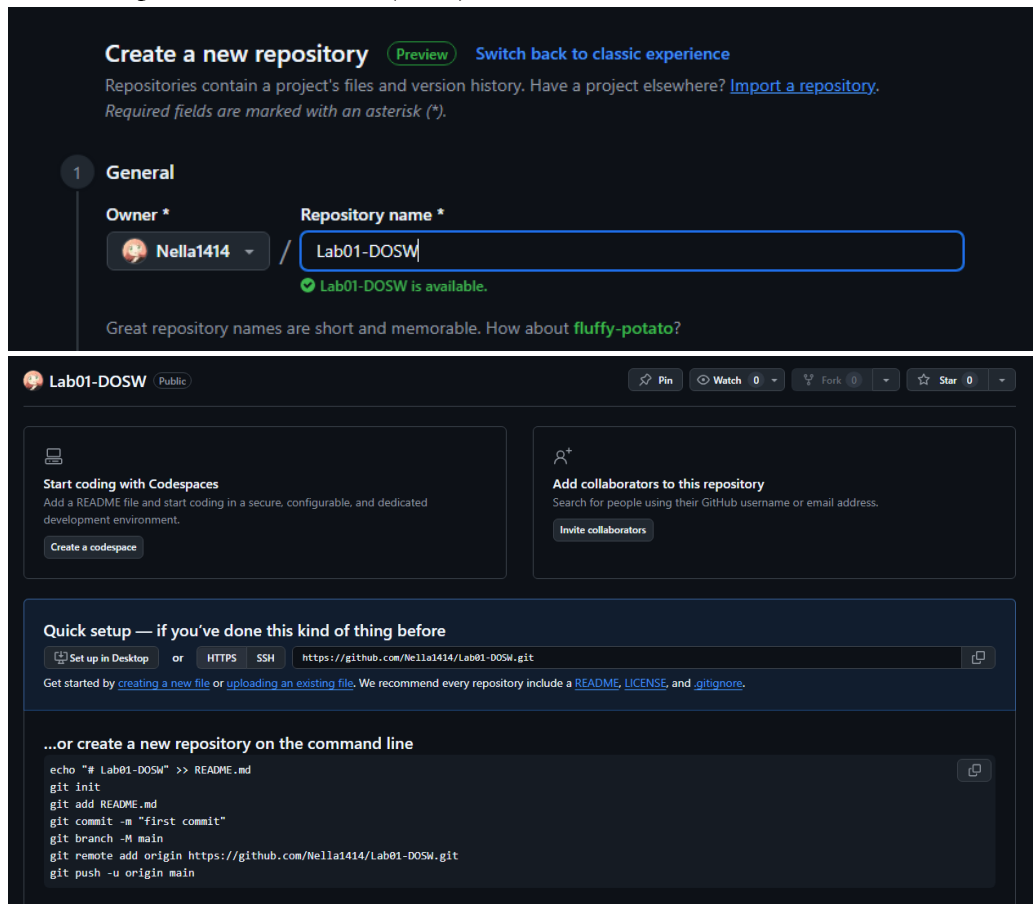 Create a new repository Preview Switch back to classic experience
Repositories contain a project's files and version history. Have a project elsewhere? Import a repository.
Required fields are marked with an asterisk (*).
1 General
Owner * Repository name *
Nella1414 / Lab01-DOSW
Lab01-DOSW is available.
Great repository names are short and memorable. How about fluffy-potato?
Lab01-DOSW Public Pin Watch 0 Fork 0 Star 0
Start coding with Codespaces
Add a README file and start coding in a secure, configurable, and dedicated
development environment.
Create a codespace
Add collaborators to this repository
Search for people using their GitHub username or email address.
Invite collaborators
Quick setup — if you've done this kind of thing before
Set up in Desktop or HTTPS SSH https://github.com/Nella1414/Lab01-DOSW.git
Get started by creating a new file or uploading an existing file. We recommend every repository include a README, LICENSE, and .gitignore.
...or create a new repository on the command line
echo "# Lab01-DOSW" >> README.md
git init
git add README.md
git commit -m "first commit"
git branch -M main
git remote add origin https://github.com/Nella1414/Lab01-DOSW.git
git push -u origin main